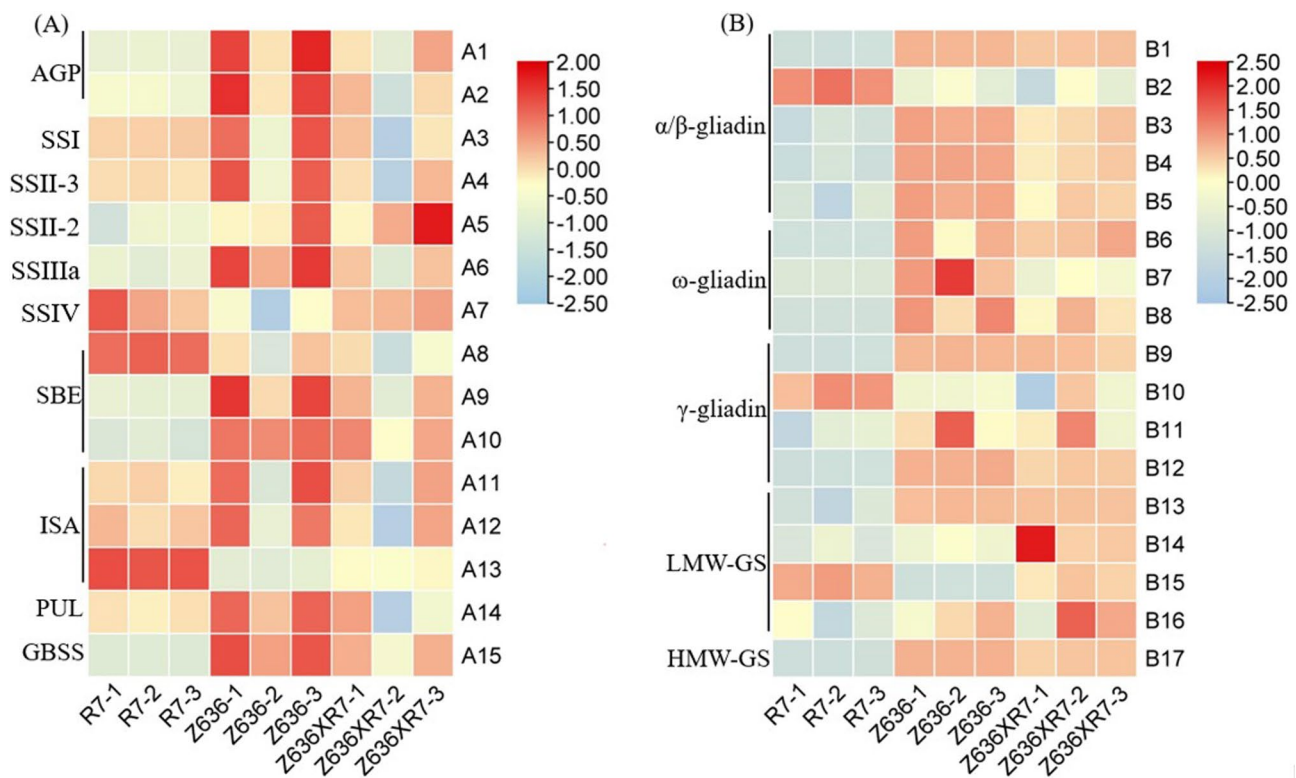 (A)
AGP
SSI
SSII-3
SSII-2
SSIIIa
SSIV
SBE
ISA
PUL
GBSS
A1
A2
A3
A4
A5
A6
A7
A8
A9
A10
A11
A12
A13
A14
A15
R7-1
R7-2
R7-3
Z636-1
Z636-2
Z636-3
Z636XR7-1
Z636XR7-2
Z636XR7-3
2.00
1.50
1.00
0.50
0.00
-0.50
-1.00
-1.50
-2.00
-2.50
(B)
α/β-gliadin
ω-gliadin
γ-gliadin
LMW-GS
HMW-GS
B1
B2
B3
B4
B5
B6
B7
B8
B9
B10
B11
B12
B13
B14
B15
B16
B17
R7-1
R7-2
R7-3
Z636-1
Z636-2
Z636-3
Z636XR7-1
Z636XR7-2
Z636XR7-3
2.50
2.00
1.50
1.00
0.50
0.00
-0.50
-1.00
-1.50
-2.00
-2.50